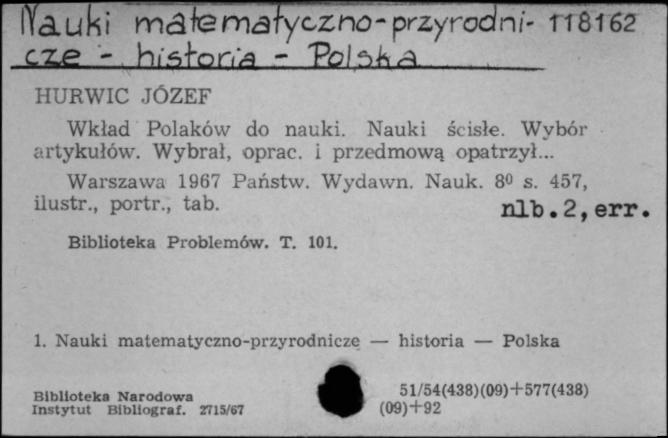 Nauki matematyczno-przyrodni- 118162
cze - historia - Polska
HURWIC JÓZEF
Wkład Polaków do nauki. Nauki ścisłe. Wybór
artykułów. Wybrał, oprac. i przedmową opatrzył...
Warszawa 1967 Państw. Wydawn. Nauk. 8⁰ s. 457,
ilustr., portr., tab. nlb.2, err.
Biblioteka Problemów. T. 101.
1. Nauki matematyczno-przyrodnicze — historia — Polska
Biblioteka Narodowa 51/54(438)(09)+577(438)
Instytut Bibliograf. 2715/67 (09)+92